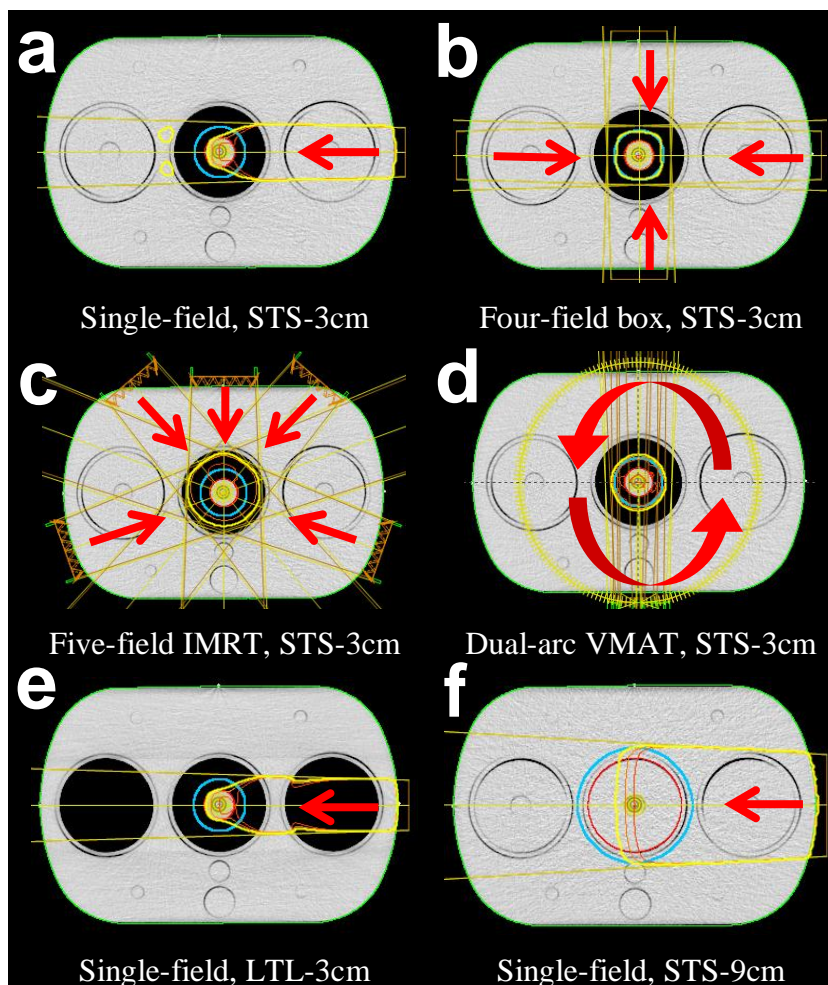 a
b
Single-field, STS-3cm
Four-field box, STS-3cm
c
d
Five-field IMRT, STS-3cm
Dual-arc VMAT, STS-3cm
e
f
Single-field, LTL-3cm
Single-field, STS-9cm